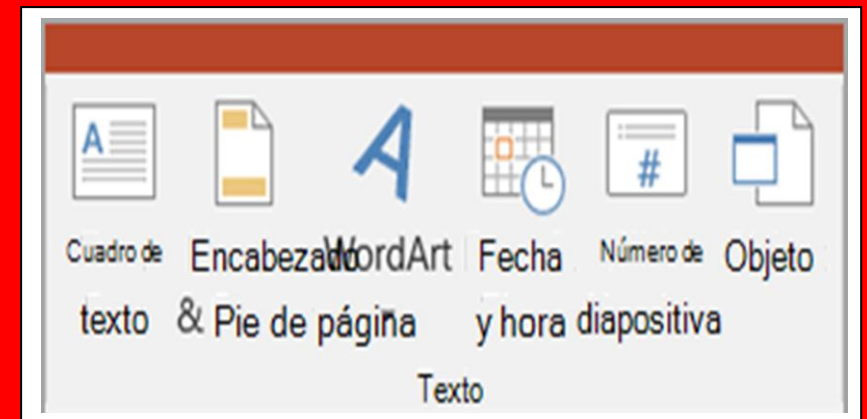 A
#
Cuadro de Encabezado WordArt Fecha Número de Objeto
texto & Pie de página y hora diapositiva
Texto